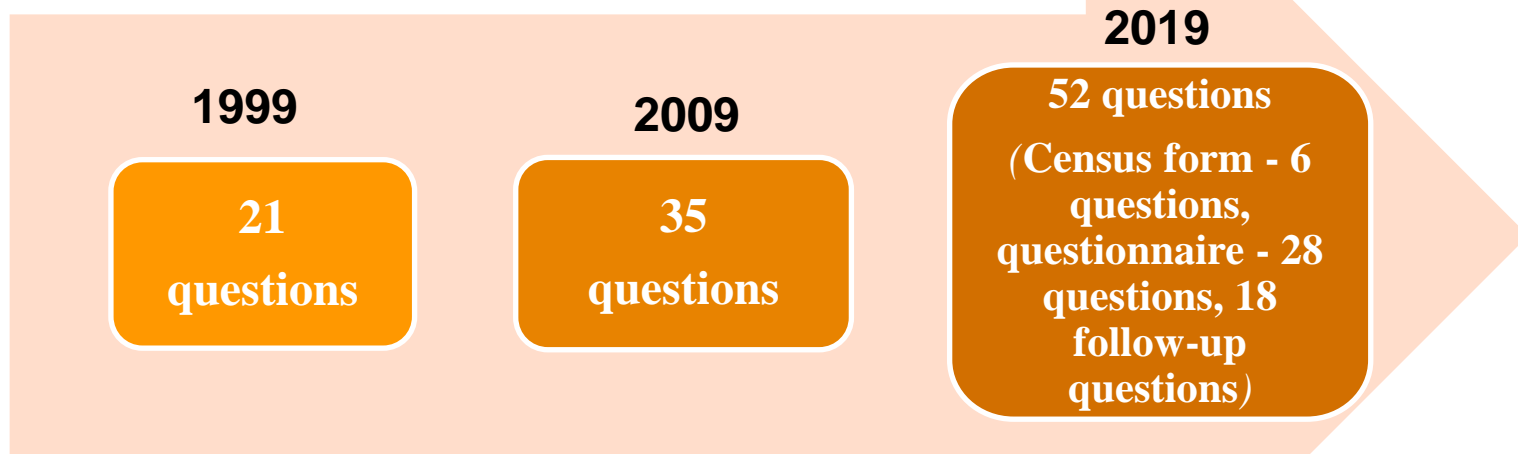 1999
21
questions
2009
35
questions
2019
52 questions
(Census form - 6
questions,
questionnaire - 28
questions, 18
follow-up
questions)